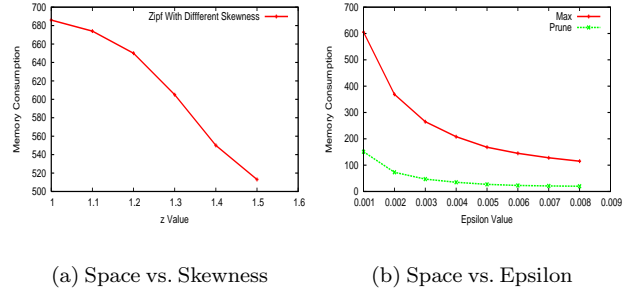 700
680
660
640
620
600
580
560
540
520
500
Memory Consumption
1 1.1 1.2 1.3 1.4 1.5 1.6
z Value
Zipf With Diffferent Skewness
700
600
500
400
300
200
100
0
Memory Consumption
0.001 0.002 0.003 0.004 0.005 0.006 0.007 0.008 0.009
Epsilon Value
Max
Prune
(a) Space vs. Skewness
(b) Space vs. Epsilon